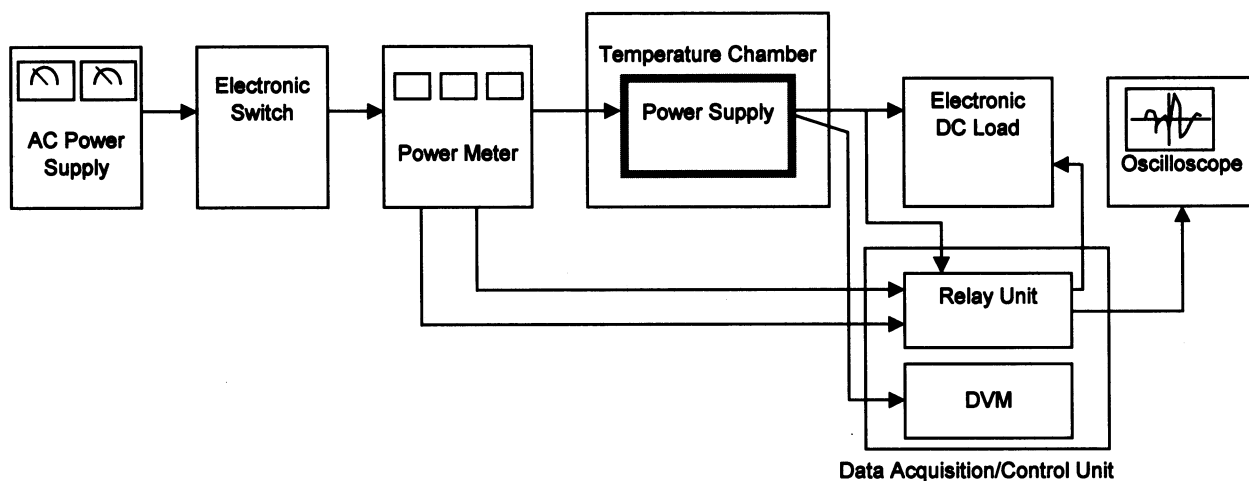 AC Power
Supply
Electronic
Switch
Power Meter
Temperature Chamber
Power Supply
Electronic
DC Load
Oscilloscope
Relay Unit
DVM
Data Acquisition/Control Unit